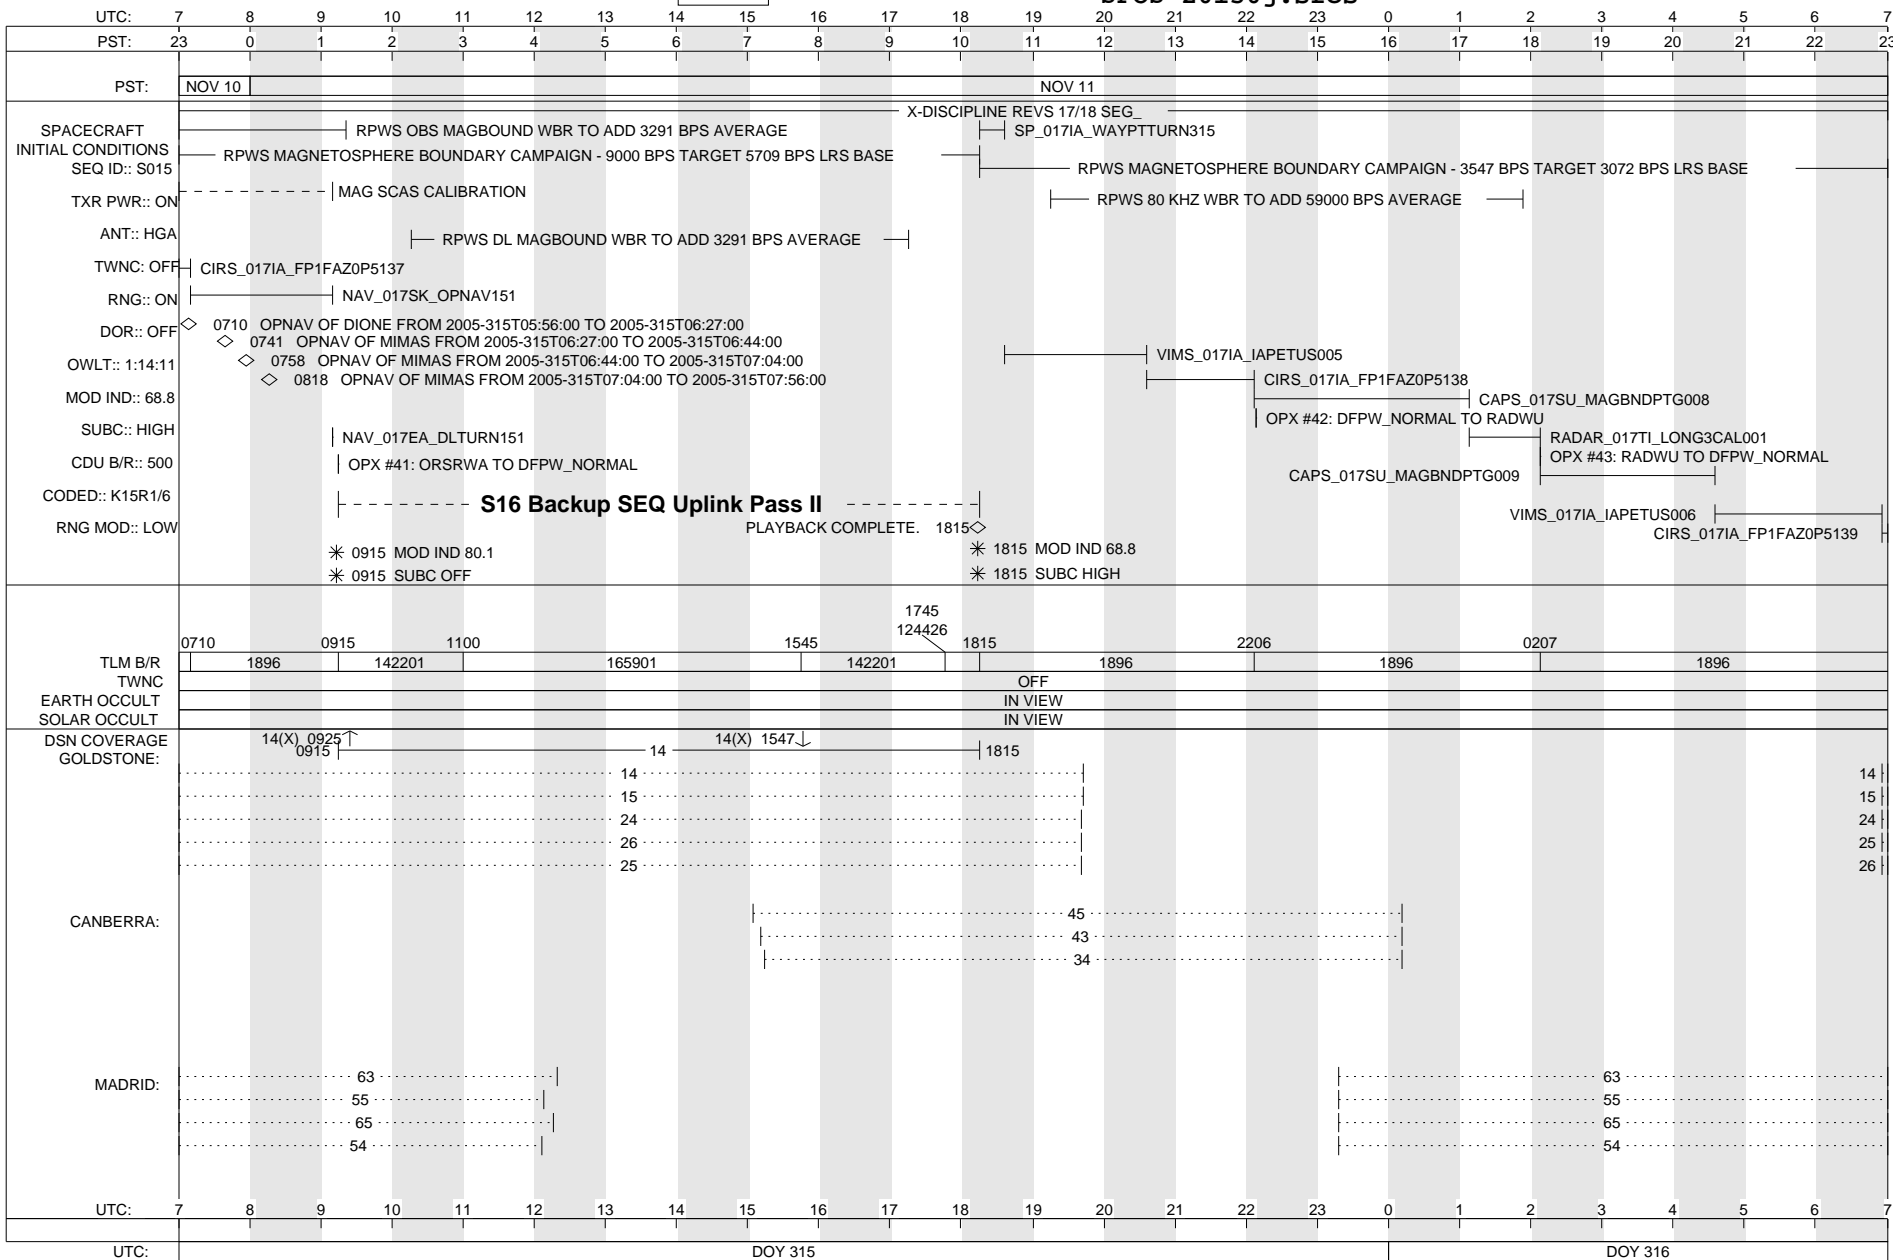 UTC: 7 8 9 10 11 12 13 14 15 16 17 18 19 20 21 22 23 0 1 2 3 4 5 6 7
PST: 23 0 1 2 3 4 5 6 7 8 9 10 11 12 13 14 15 16 17 18 19 20 21 22 23
PST: NOV 10 NOV 11
X-DISCIPLINE REVS 17/18 SEG_
SPACECRAFT
INITIAL CONDITIONS
RPWS OBS MAGBOUND WBR TO ADD 3291 BPS AVERAGE
SP_017IA_WAYPTTURN315
RPWS MAGNETOSPHERE BOUNDARY CAMPAIGN - 9000 BPS TARGET 5709 BPS LRS BASE
SEQ ID:: S015
RPWS MAGNETOSPHERE BOUNDARY CAMPAIGN - 3547 BPS TARGET 3072 BPS LRS BASE
MAG SCAS CALIBRATION
TXR PWR:: ON
RPWS 80 KHZ WBR TO ADD 59000 BPS AVERAGE
ANT:: HGA
RPWS DL MAGBOUND WBR TO ADD 3291 BPS AVERAGE
TWNC: OFF
CIRS_017IA_FP1FAZ0P5137
RNG:: ON
NAV_017SK_OPNAV151
DOR:: OFF
0710 OPNAV OF DIONE FROM 2005-315T05:56:00 TO 2005-315T06:27:00
0741 OPNAV OF MIMAS FROM 2005-315T06:27:00 TO 2005-315T06:44:00
OWLT:: 1:14:11
0758 OPNAV OF MIMAS FROM 2005-315T06:44:00 TO 2005-315T07:04:00
VIMS_017IA_IAPETUS005
0818 OPNAV OF MIMAS FROM 2005-315T07:04:00 TO 2005-315T07:56:00
CIRS_017IA_FP1FAZ0P5138
MOD IND:: 68.8
CAPS_017SU_MAGBNDPTG008
OPX #42: DFPW_NORMAL TO RADWU
SUBC:: HIGH
NAV_017EA_DLTURN151
RADAR_017TI_LONG3CAL001
OPX #43: RADWU TO DFPW_NORMAL
CDU B/R:: 500
OPX #41: ORSRWA TO DFPW_NORMAL
CAPS_017SU_MAGBNDPTG009
CODED:: K15R1/6
S16 Backup SEQ Uplink Pass II
VIMS_017IA_IAPETUS006
RNG MOD:: LOW
PLAYBACK COMPLETE. 1815
CIRS_017IA_FP1FAZ0P5139
0915 MOD IND 80.1
1815 MOD IND 68.8
0915 SUBC OFF
1815 SUBC HIGH
1745
124426
0710 0915 1100 1545 1815 2206 0207
TLM B/R 1896 142201 165901 142201 1896 1896 1896
TWNC OFF
EARTH OCCULT IN VIEW
SOLAR OCCULT IN VIEW
DSN COVERAGE
14(X) 0925 14(X) 1547
GOLDSTONE:
0915 14 1815
14 14
15 15
24 24
26 25
25 26
45
CANBERRA:
43
34
63 63
MADRID:
55 55
65 65
54 54
UTC: 7 8 9 10 11 12 13 14 15 16 17 18 19 20 21 22 23 0 1 2 3 4 5 6 7
UTC: DOY 315 DOY 316